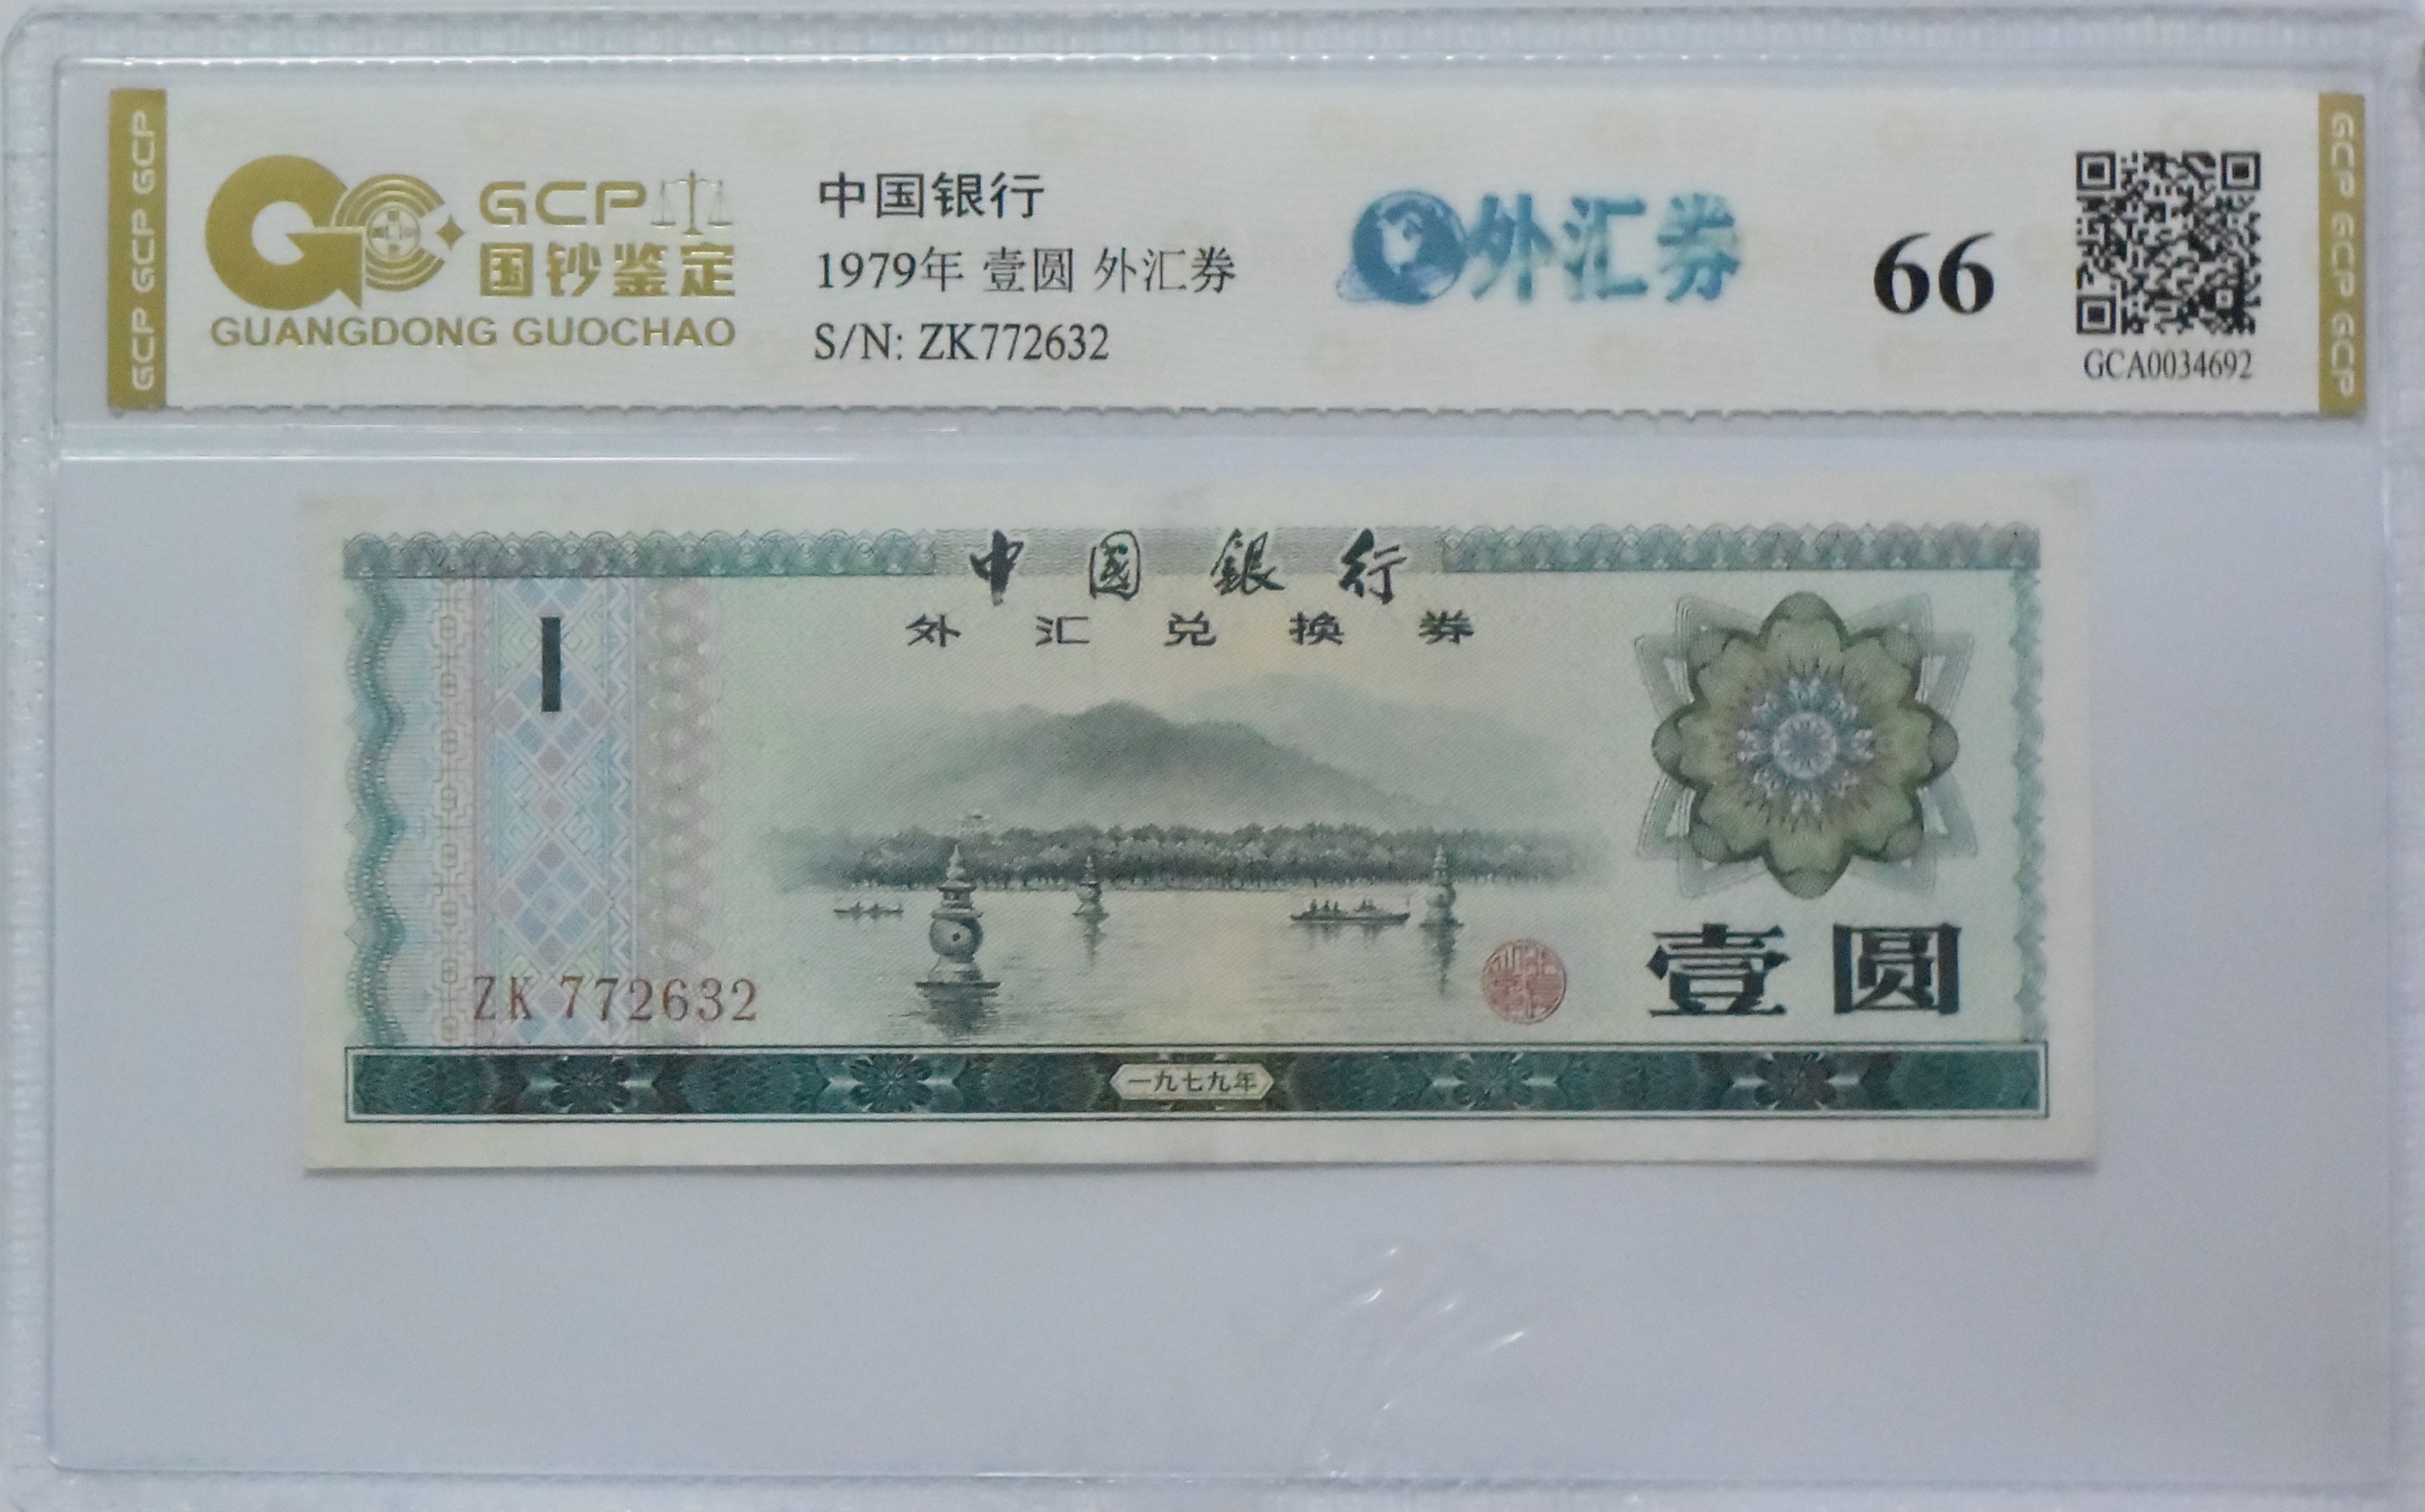 GCP GCP GCP
GCP
国钞鉴定
GUANGDONG GUOCHAO
中国银行
1979年 壹圆 外汇券
S/N: ZK772632
外汇券
66
GCA0034692
GCP GCP GCP
中國銀行
外汇兑换券
1
ZK 772632
壹圆
一九七九年